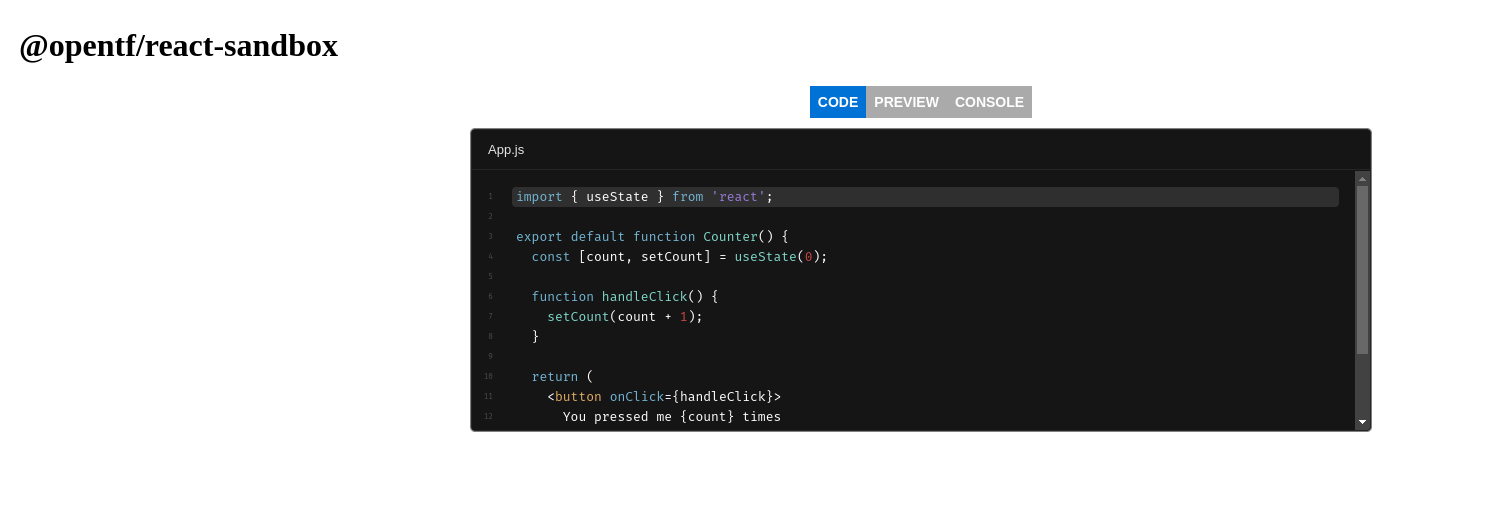 @opentf/react-sandbox
CODE PREVIEW CONSOLE
App.js
1 import { useState } from 'react';
2
3 export default function Counter() {
4   const [count, setCount] = useState(0);
5
6   function handleClick() {
7     setCount(count + 1);
8   }
9
10   return (
11     <button onClick={handleClick}>
12       You pressed me {count} times